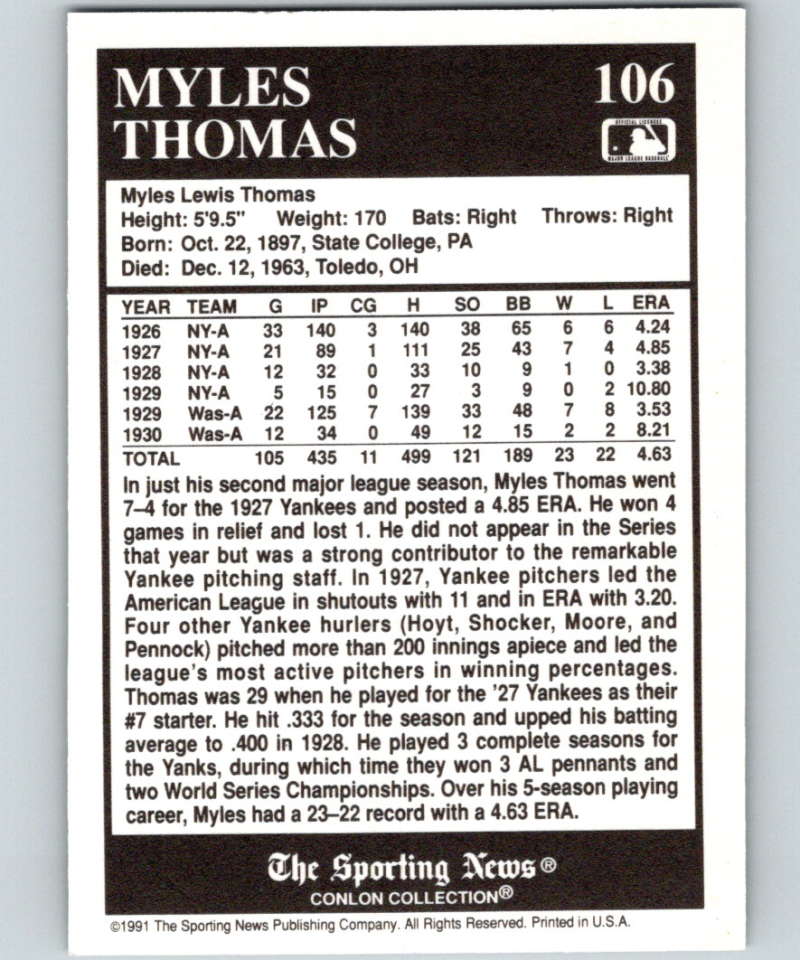 MYLES 106
THOMAS
OFFICIAL LICENSEE
MAJOR LEAGUE BASEBALL
Myles Lewis Thomas
Height: 5'9.5" Weight: 170 Bats: Right Throws: Right
Born: Oct. 22, 1897, State College, PA
Died: Dec. 12, 1963, Toledo, OH
YEAR TEAM G IP CG H SO BB W L ERA
1926 NY-A 33 140 3 140 38 65 6 6 4.24
1927 NY-A 21 89 1 111 25 43 7 4 4.85
1928 NY-A 12 32 0 33 10 9 1 0 3.38
1929 NY-A 5 15 0 27 3 9 0 2 10.80
1929 Was-A 22 125 7 139 33 48 7 8 3.53
1930 Was-A 12 34 0 49 12 15 2 2 8.21
TOTAL 105 435 11 499 121 189 23 22 4.63
In just his second major league season, Myles Thomas went
7–4 for the 1927 Yankees and posted a 4.85 ERA. He won 4
games in relief and lost 1. He did not appear in the Series
that year but was a strong contributor to the remarkable
Yankee pitching staff. In 1927, Yankee pitchers led the
American League in shutouts with 11 and in ERA with 3.20.
Four other Yankee hurlers (Hoyt, Shocker, Moore, and
Pennock) pitched more than 200 innings apiece and led the
league's most active pitchers in winning percentages.
Thomas was 29 when he played for the '27 Yankees as their
#7 starter. He hit .333 for the season and upped his batting
average to .400 in 1928. He played 3 complete seasons for
the Yanks, during which time they won 3 AL pennants and
two World Series Championships. Over his 5-season playing
career, Myles had a 23–22 record with a 4.63 ERA.
The Sporting News®
CONLON COLLECTION®
©1991 The Sporting News Publishing Company. All Rights Reserved. Printed in U.S.A.